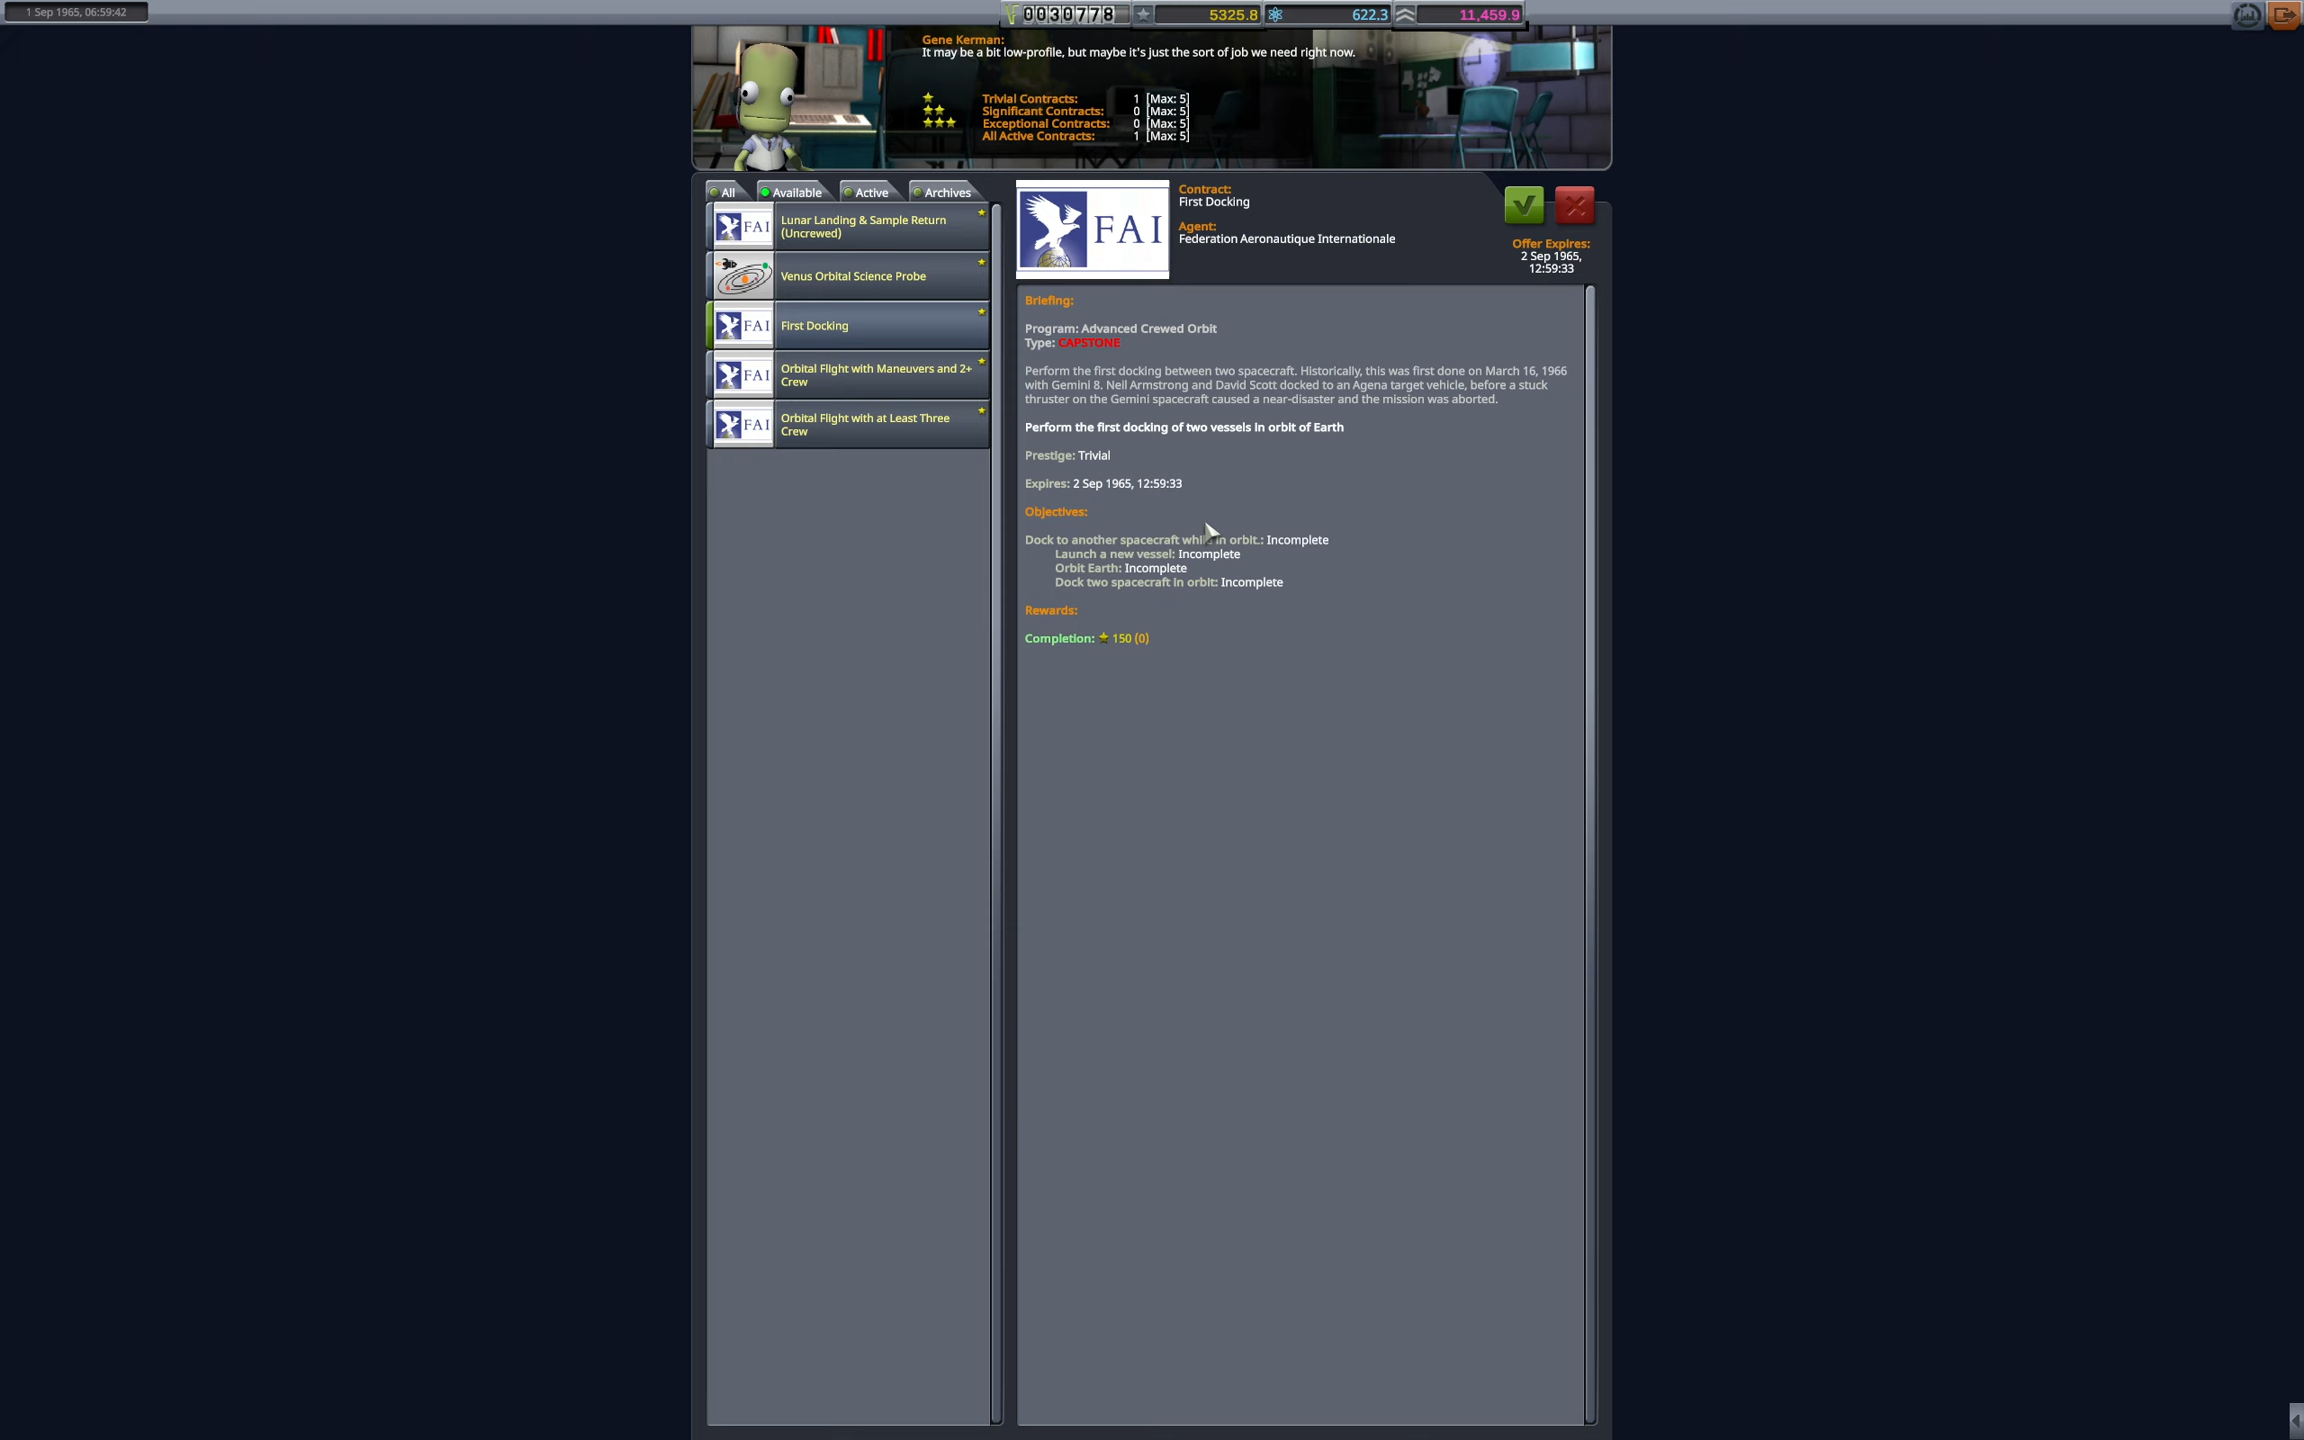 1 Sep 1965, 06:59:42
0030778
5325.8
622.3
11,459.9
Gene Kerman:
It may be a bit low-profile, but maybe it's just the sort of job we need right now.
Trivial Contracts: 1 [Max: 5]
Significant Contracts: 0 [Max: 5]
Exceptional Contracts: 0 [Max: 5]
All Active Contracts: 1 [Max: 5]
All
Available
Active
Archives
FAI
Lunar Landing & Sample Return
(Uncrewed)
Venus Orbital Science Probe
FAI
First Docking
FAI
Orbital Flight with Maneuvers and 2+
Crew
FAI
Orbital Flight with at Least Three
Crew
FAI
Contract:
First Docking
Agent:
Federation Aeronautique Internationale
Offer Expires:
2 Sep 1965,
12:59:33
Briefing:
Program: Advanced Crewed Orbit
Type: CAPSTONE
Perform the first docking between two spacecraft. Historically, this was first done on March 16, 1966
with Gemini 8. Neil Armstrong and David Scott docked to an Agena target vehicle, before a stuck
thruster on the Gemini spacecraft caused a near-disaster and the mission was aborted.
Perform the first docking of two vessels in orbit of Earth
Prestige: Trivial
Expires: 2 Sep 1965, 12:59:33
Objectives:
Dock to another spacecraft while in orbit.: Incomplete
Launch a new vessel: Incomplete
Orbit Earth: Incomplete
Dock two spacecraft in orbit: Incomplete
Rewards:
Completion: 150 (0)